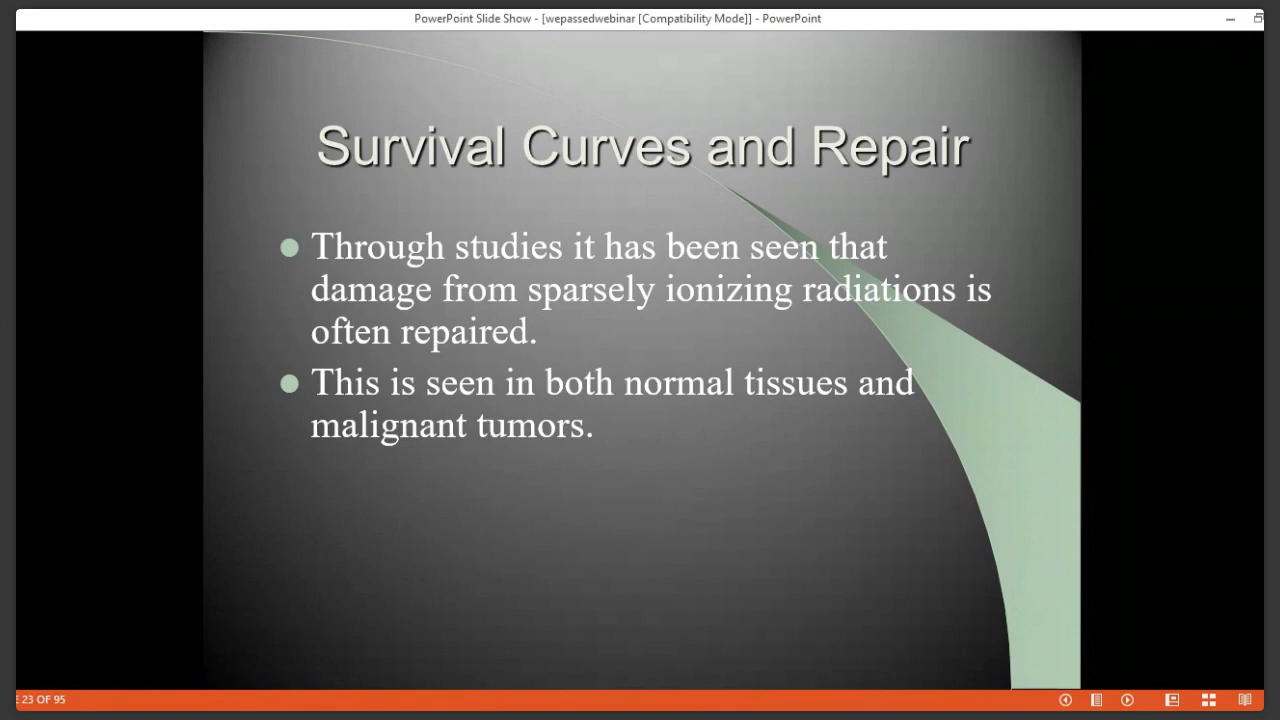 PowerPoint Slide Show - [wepassedwebinar [Compatibility Mode]] - PowerPoint
Survival Curves and Repair
Through studies it has been seen that
damage from sparsely ionizing radiations is
often repaired.
This is seen in both normal tissues and
malignant tumors.
23 OF 95